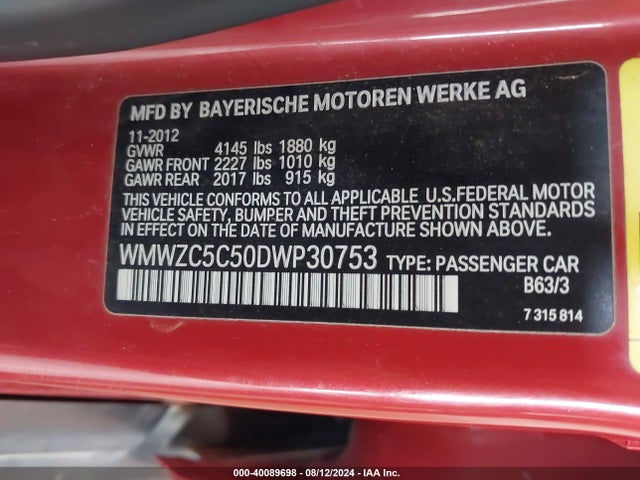 MFD BY BAYERISCHE MOTOREN WERKE AG
11-2012
GVWR 4145 lbs 1880 kg
GAWR FRONT 2227 lbs 1010 kg
GAWR REAR 2017 lbs 915 kg
THIS VEHICLE CONFORMS TO ALL APPLICABLE U.S.FEDERAL MOTOR
VEHICLE SAFETY, BUMPER AND THEFT PREVENTION STANDARDS
IN EFFECT ON THE DATE OF MANUFACTURE SHOWN ABOVE.
WMWZC5C50DWP30753 TYPE: PASSENGER CAR
B63/3
7 315 814
000-40089698 - 08/12/2024 - IAA Inc.